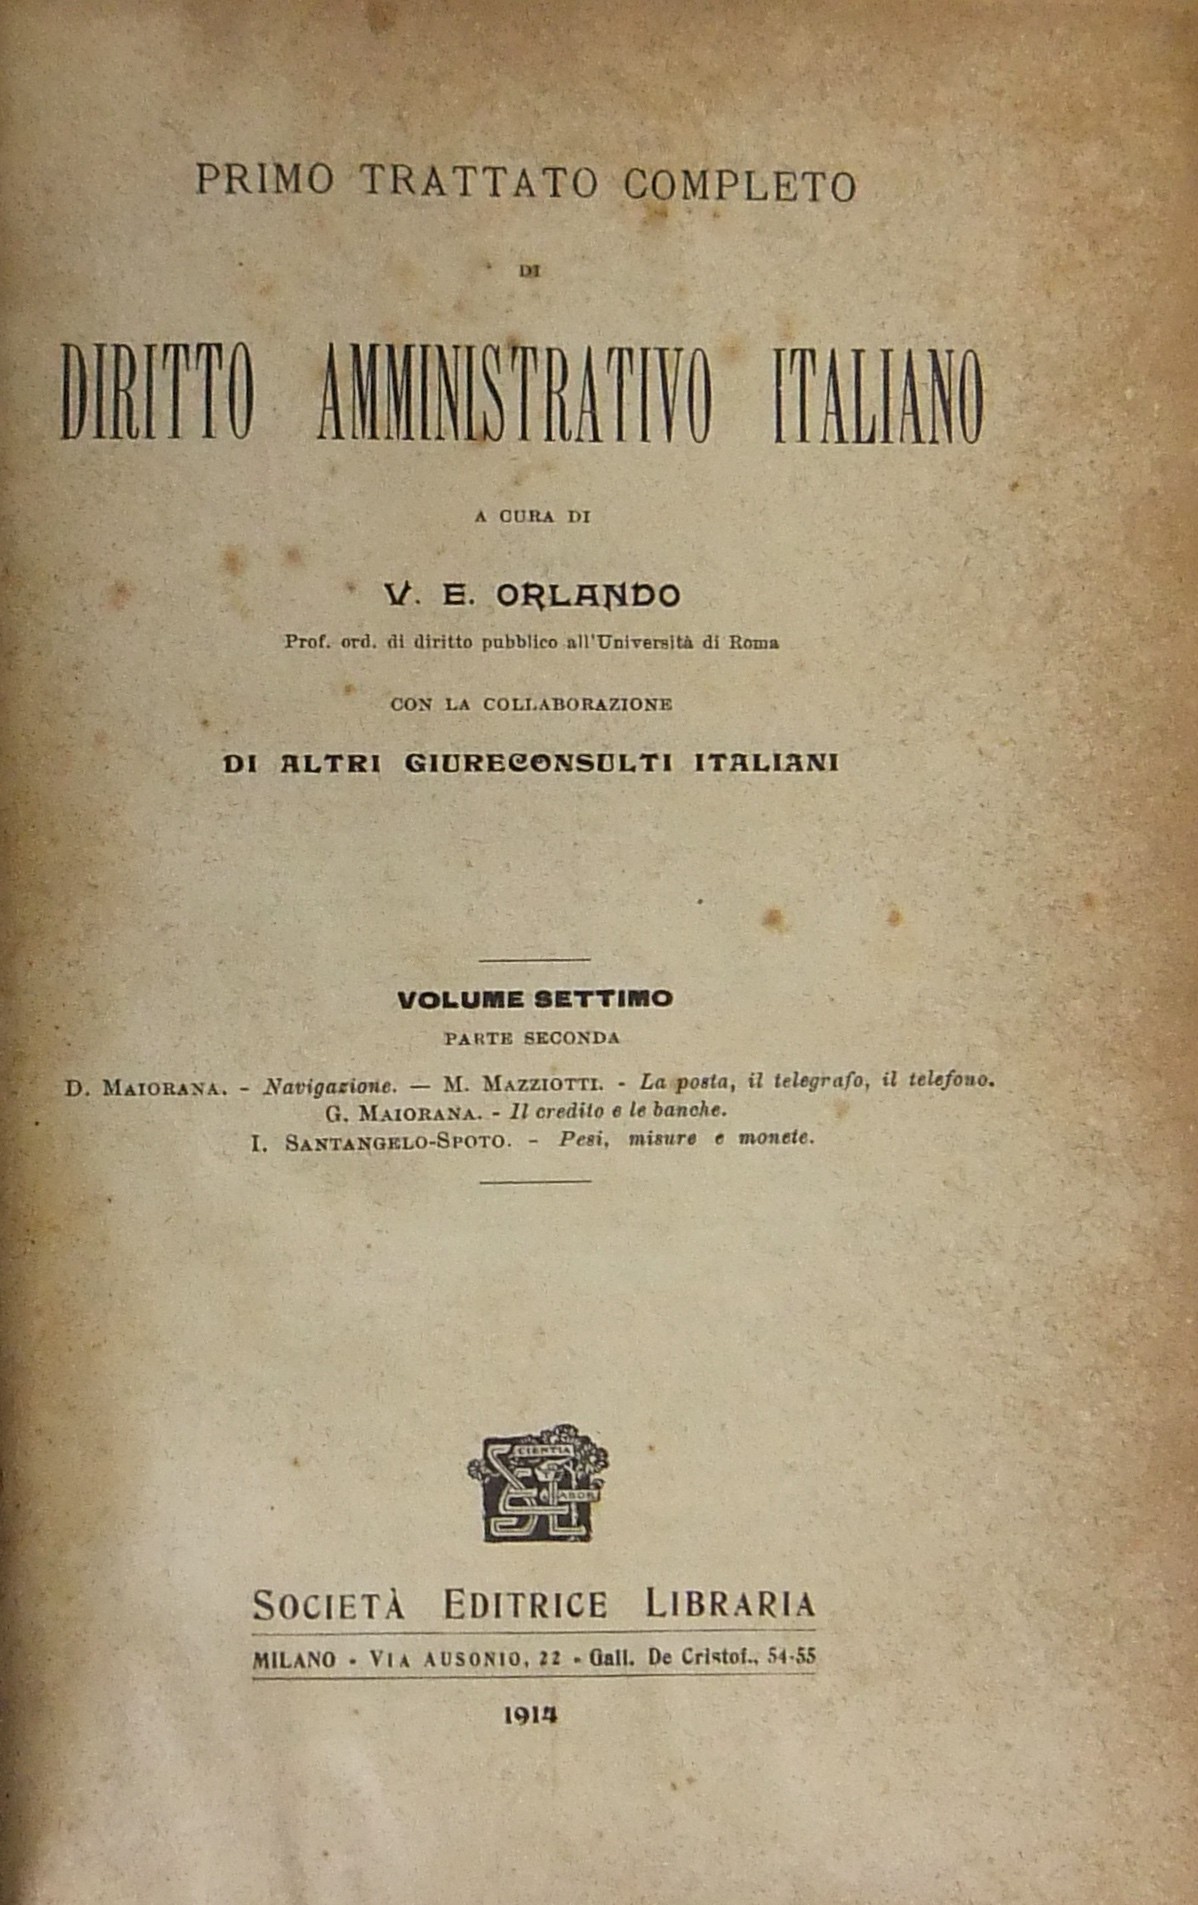 PRIMO TRATTATO COMPLETO
DI
DIRITTO AMMINISTRATIVO ITALIANO
A CURA DI
V. E. ORLANDO
Prof. ord. di diritto pubblico all'Università di Roma
CON LA COLLABORAZIONE
DI ALTRI GIURECONSULTI ITALIANI
VOLUME SETTIMO
PARTE SECONDA
D. MAIORANA. - Navigazione. — M. MAZZIOTTI. - La posta, il telegrafo, il telefono.
G. MAIORANA. - Il credito e le banche.
I. SANTANGELO-SPOTO. - Pesi, misure e monete.
SCIENTIA
LABOR
SOCIETÀ EDITRICE LIBRARIA
MILANO - VIA AUSONIO, 22 - Gall. De Cristof., 54-55
1914